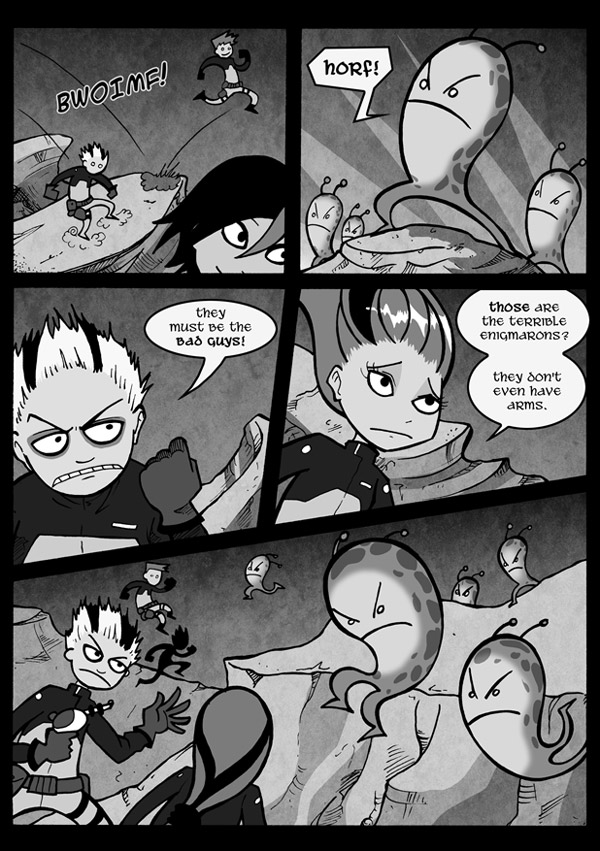 BWOIMF!
HORF!
they
must be the
bad guys!
those are
the terrible
enigmarons?
they don't
even have
arms.